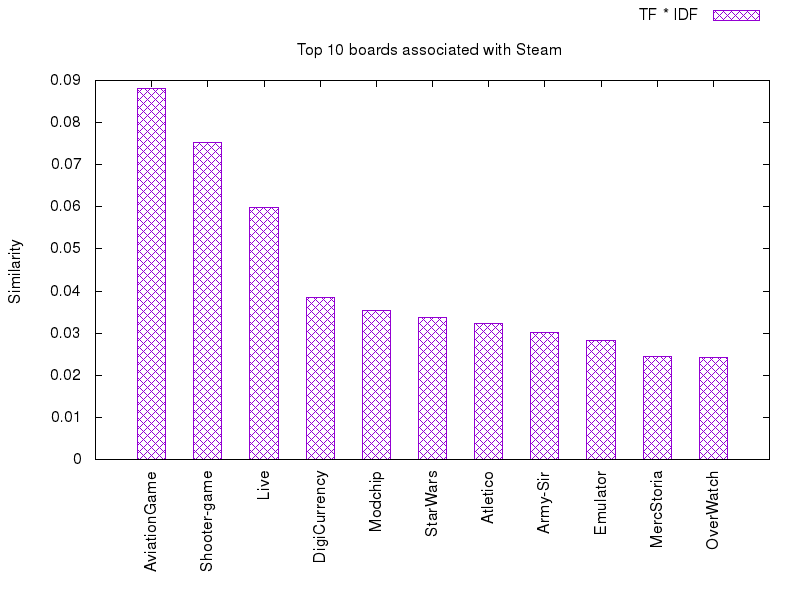 TF * IDF
Top 10 boards associated with Steam
Similarity
0.09
0.08
0.07
0.06
0.05
0.04
0.03
0.02
0.01
0
AviationGame
Shooter-game
Live
DigiCurrency
Modchip
StarWars
Atletico
Army-Sir
Emulator
MercStoria
OverWatch